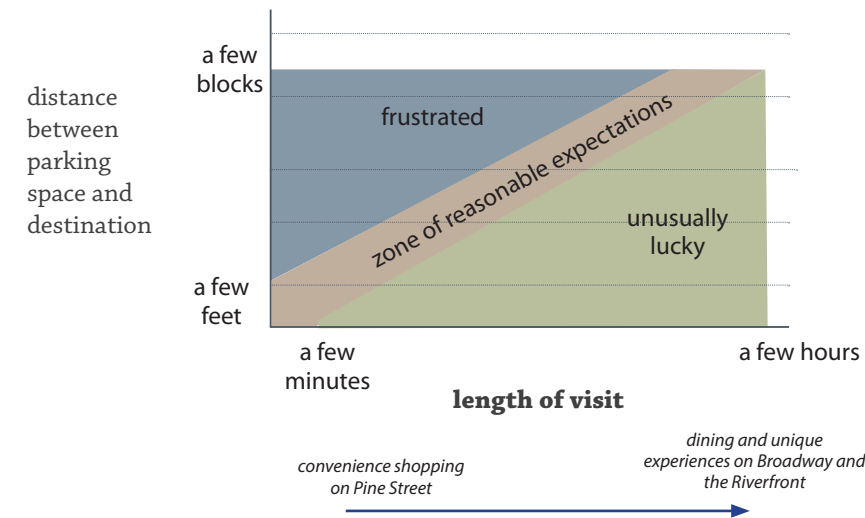 distance
between
parking
space and
destination
a few
blocks
a few
feet
frustrated
zone of reasonable expectations
unusually
lucky
a few
minutes
a few hours
length of visit
convenience shopping
on Pine Street
dining and unique
experiences on Broadway and
the Riverfront